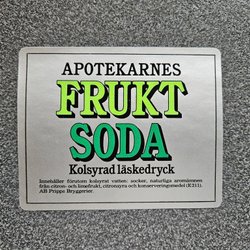 APOTEKARNES
FRUKT
SODA
Kolsyrad läskedryck
Innehåller förutom kolsyrat vatten: socker, naturliga aromämnen
från citron- och limefrukt, citronsyra och konserveringsmedel (K211).
AB Pripps Bryggerier.